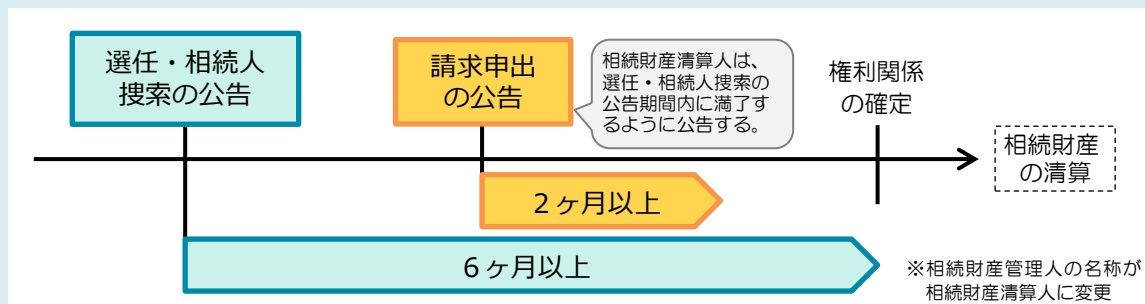 選任・相続人
捜索の公告
請求申出
の公告
相続財産清算人は、
選任・相続人捜索の
公告期間内に満了す
るように公告する。
権利関係
の確定
相続財産
の清算
２ヶ月以上
６ヶ月以上
※相続財産管理人の名称が
相続財産清算人に変更